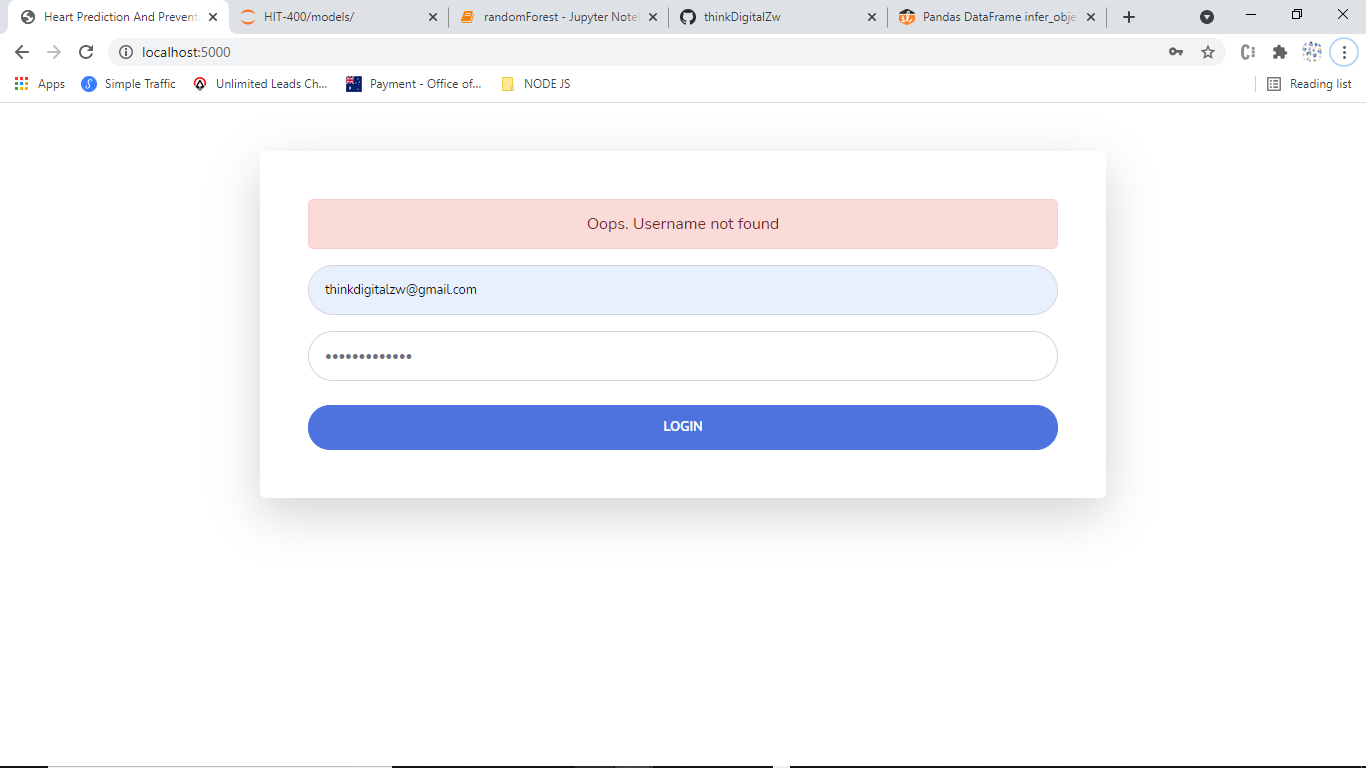 Heart Prediction And Prevent
HIT-400/models/
randomForest - Jupyter Note
thinkDigitalZw
Pandas DataFrame infer_obje
localhost:5000
Apps
Simple Traffic
Unlimited Leads Ch...
Payment - Office of...
NODE JS
Reading list
Oops. Username not found
thinkdigitalzw@gmail.com
•••••••••••••
LOGIN